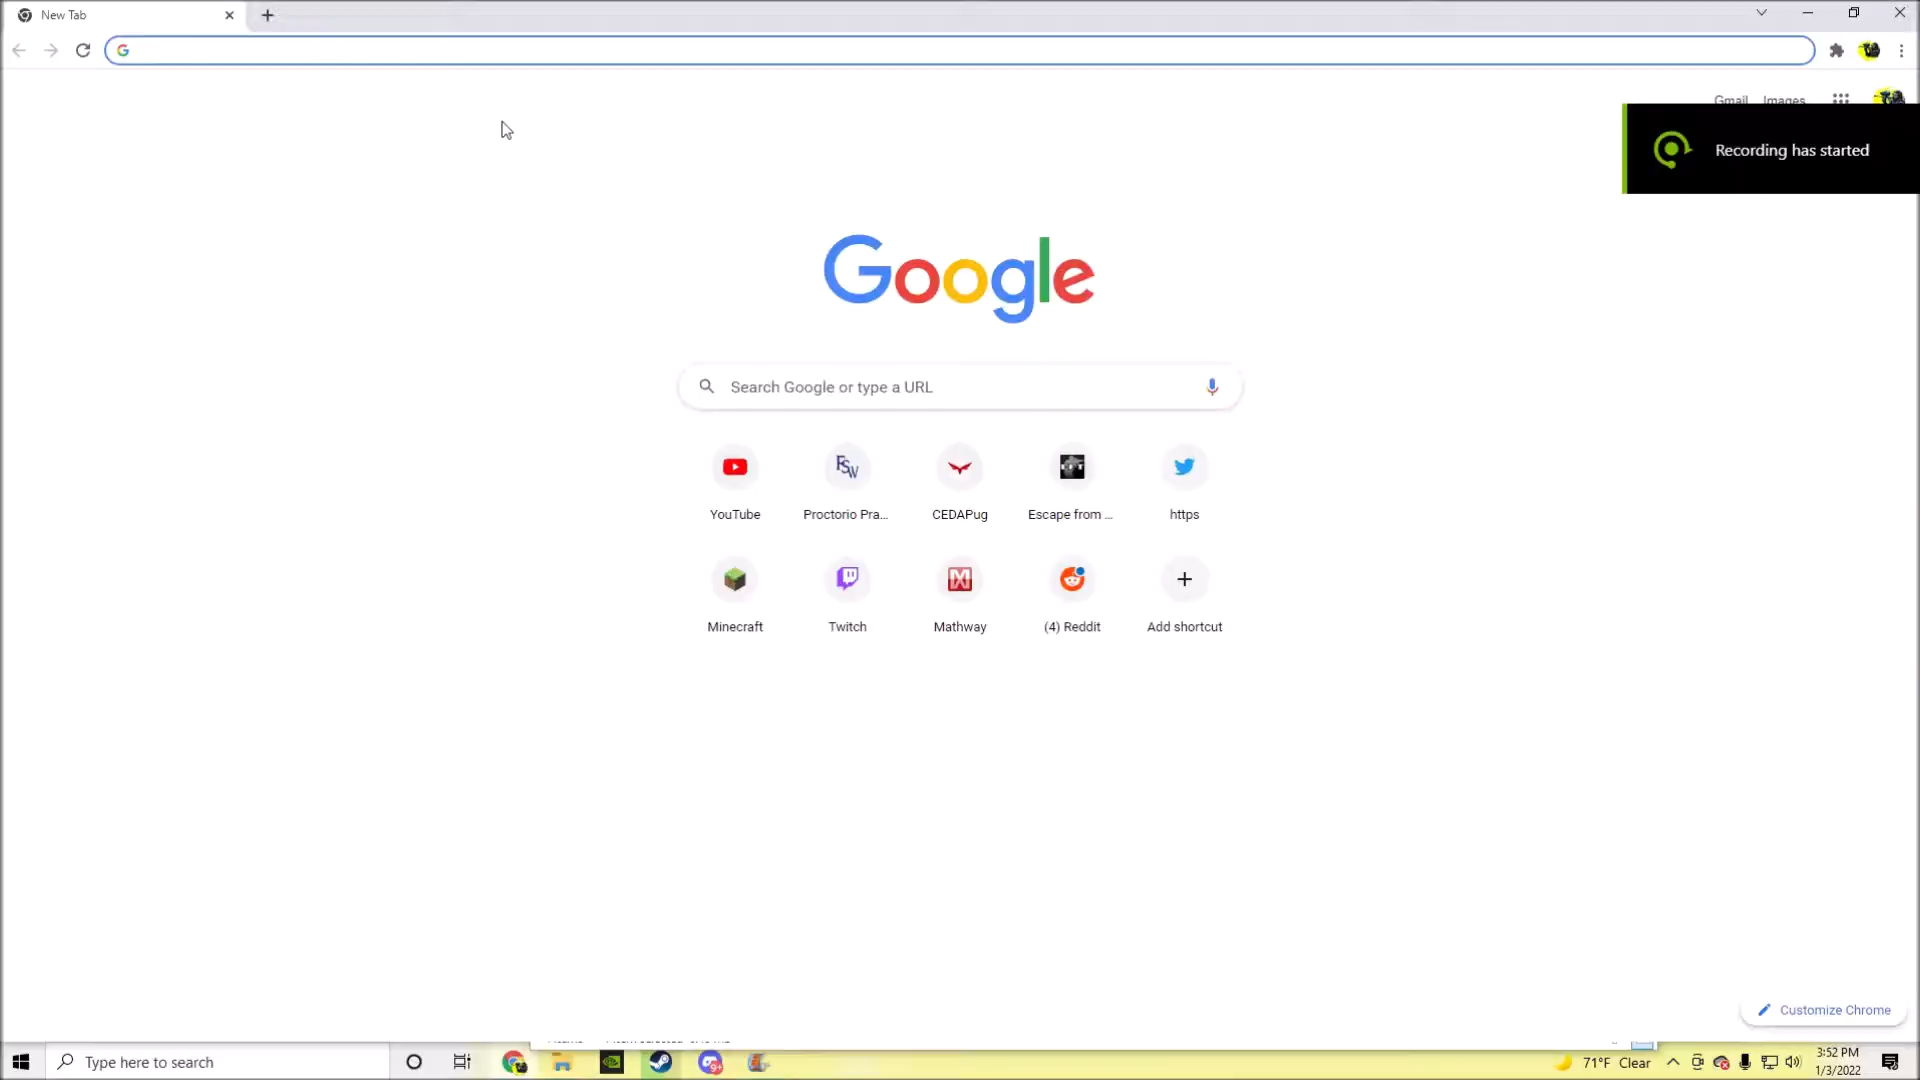 New Tab
Gmail Images
Recording has started
Google
Search Google or type a URL
YouTube
Proctorio Pra...
CEDAPug
Escape from ...
https
Minecraft
Twitch
Mathway
(4) Reddit
Add shortcut
Customize Chrome
Type here to search
71°F Clear
3:52 PM
1/3/2022